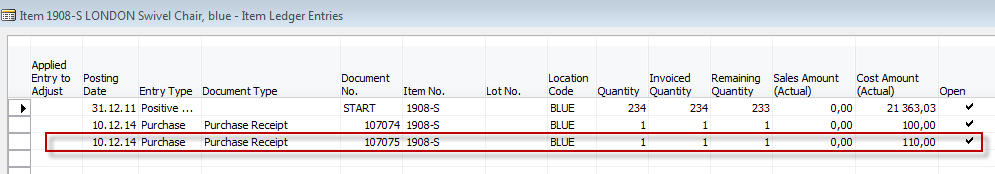 Item 1908-S LONDON Swivel Chair, blue - Item Ledger Entries
Applied Entry to Adjust Posting Date Entry Type Document Type Document No. Item No. Lot No. Location Code Quantity Invoiced Quantity Remaining Quantity Sales Amount (Actual) Cost Amount (Actual) Open
31.12.11 Positive ... START 1908-S BLUE 234 234 233 0,00 21 363,03
10.12.14 Purchase Purchase Receipt 107074 1908-S BLUE 1 1 1 0,00 100,00
10.12.14 Purchase Purchase Receipt 107075 1908-S BLUE 1 1 1 0,00 110,00